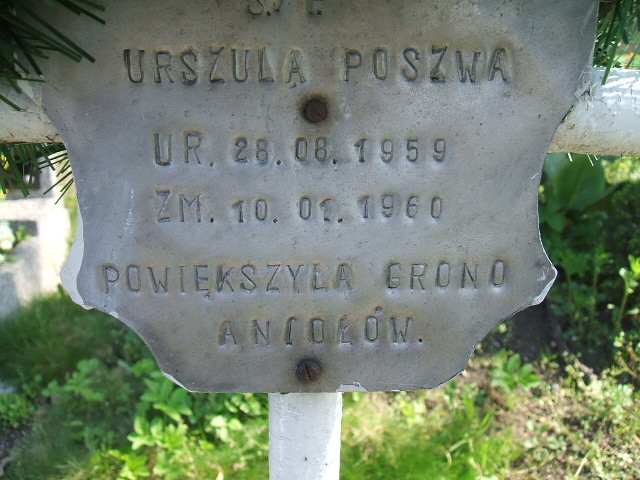 URSZULA POSZWA
UR. 28.08.1959
ZM. 10.01.1960
POWIĘKSZYŁA GRONO
ANIOŁÓW.